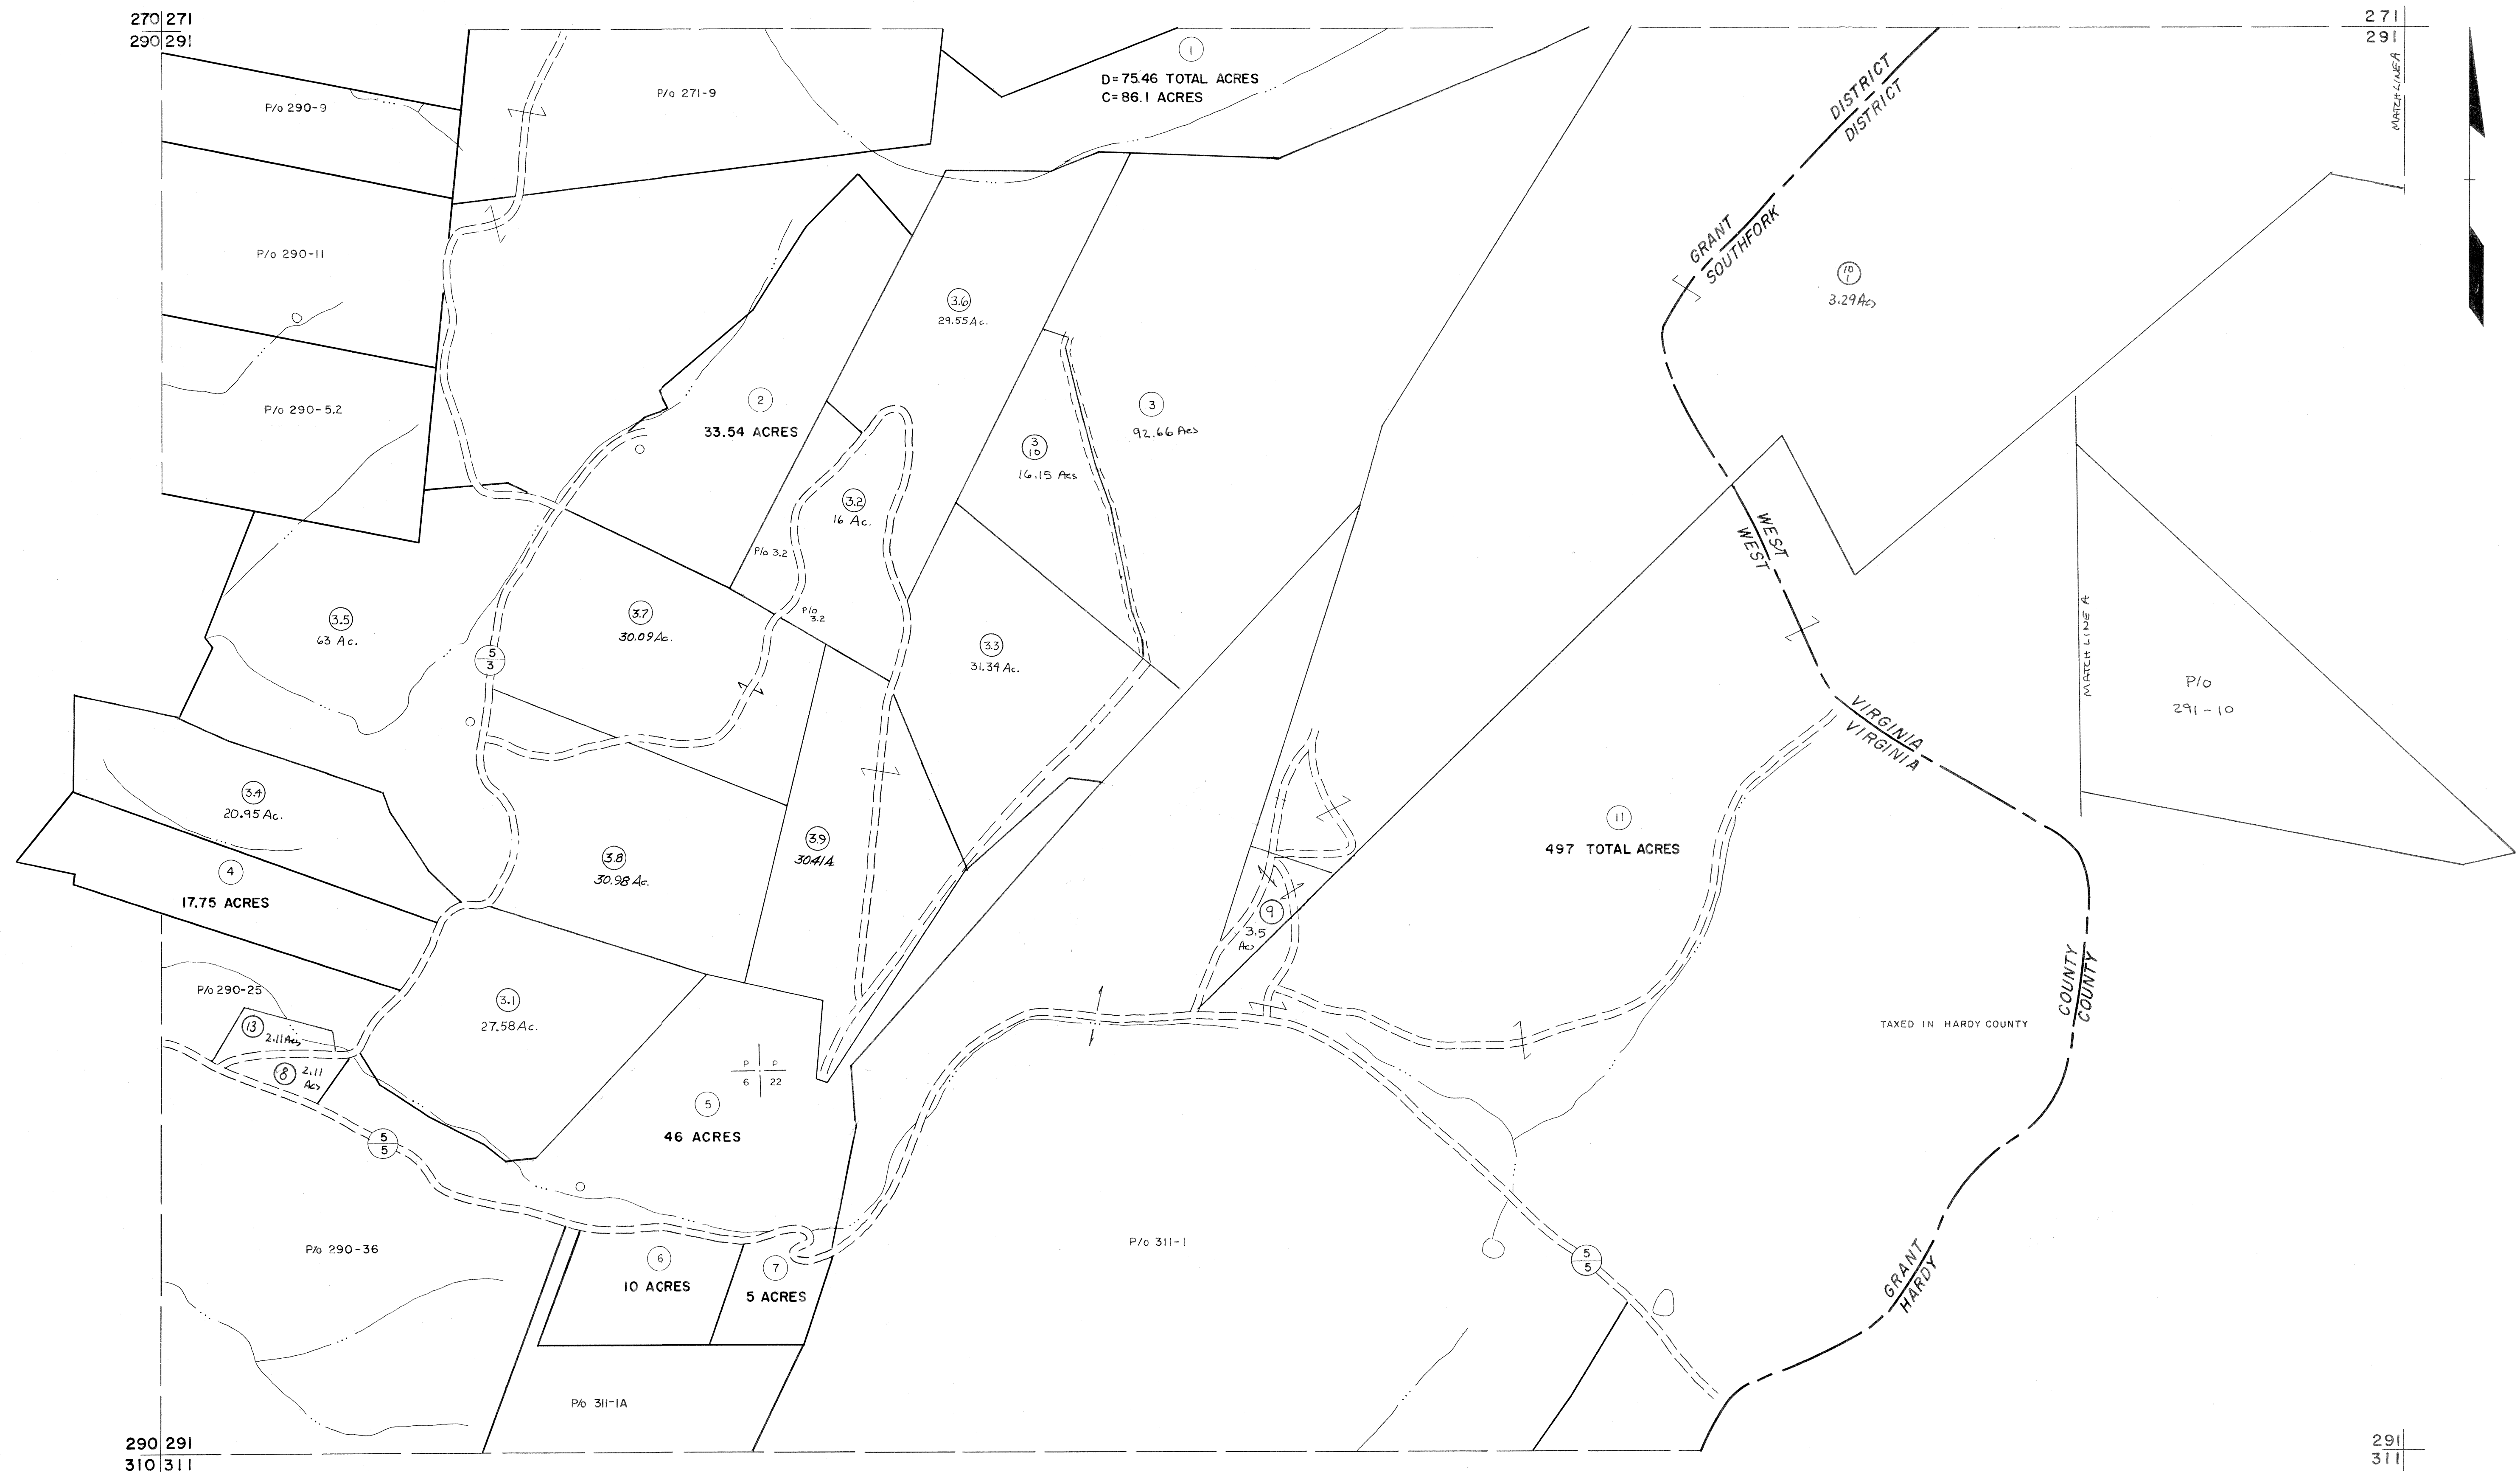 270 271
290 291
271
291
MATCH LINE A
1
D=75.46 TOTAL ACRES
C=86.1 ACRES
P/o 290-9
P/o 271-9
DISTRICT
DISTRICT
GRANT
SOUTHFORK
P/o 290-11
10
1
3.29 Acs
3.6
29.55 Ac.
P/o 290-5.2
2
33.54 ACRES
3
92.66 Acs
3
10
16.15 Acs
3.2
16 Ac.
P/o 3.2
P/o
3.2
WEST
WEST
3.5
63 Ac.
3.7
30.09 Ac.
3.3
31.34 Ac.
5
3
MATCH LINE A
P/o
291-10
VIRGINIA
VIRGINIA
3.4
20.95 Ac.
3.8
30.98 Ac.
3.9
30.41 A.
11
497 TOTAL ACRES
4
17.75 ACRES
9
3.5
Acs
COUNTY
COUNTY
P/o 290-25
3.1
27.58 Ac.
13
2.11 Acs
8
2.11
Acs
TAXED IN HARDY COUNTY
P P
6 22
5
46 ACRES
5
5
P/o 290-36
6
10 ACRES
7
5 ACRES
P/o 311-1
5
5
GRANT
HARDY
P/o 311-1A
290 291
310 311
291
311